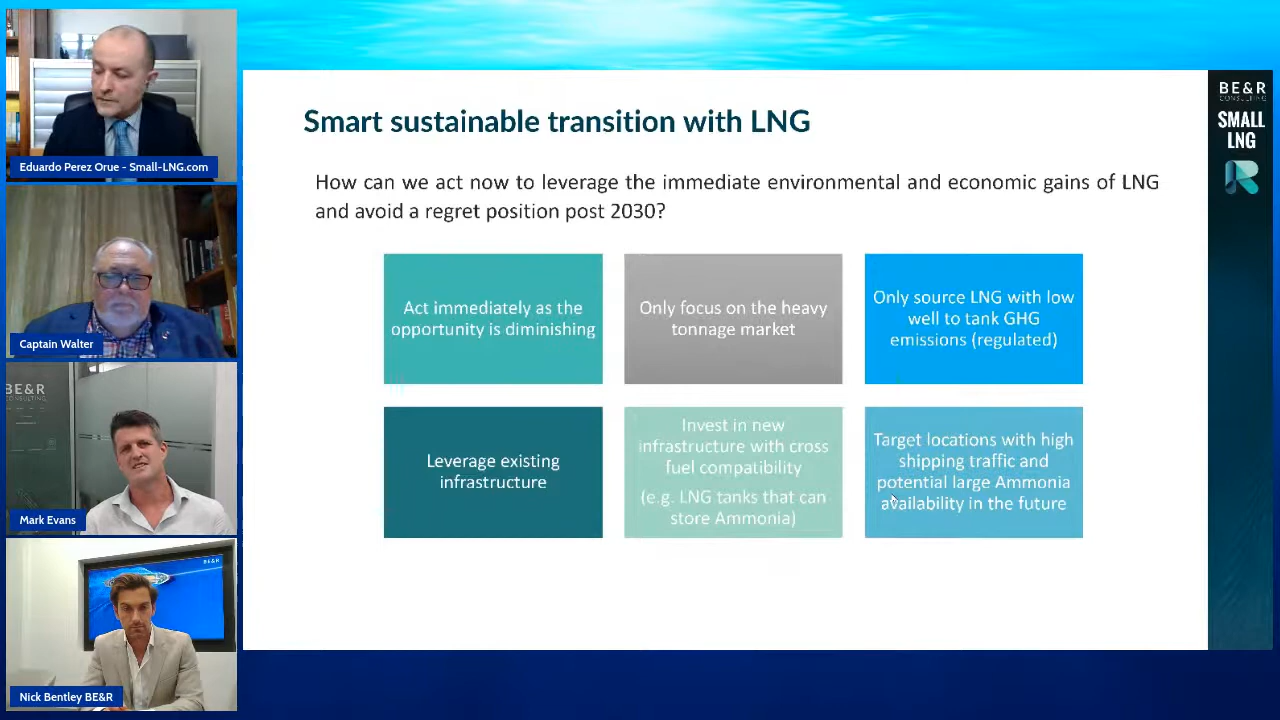 Eduardo Perez Orue - Small-LNG.com
Captain Walter
BE&R
CONSULTING
Mark Evans
BE&R
Nick Bentley BE&R
Smart sustainable transition with LNG
How can we act now to leverage the immediate environmental and economic gains of LNG
and avoid a regret position post 2030?
Act immediately as the
opportunity is diminishing
Only focus on the heavy
tonnage market
Only source LNG with low
well to tank GHG
emissions (regulated)
Leverage existing
infrastructure
Invest in new
infrastructure with cross
fuel compatibility
(e.g. LNG tanks that can
store Ammonia)
Target locations with high
shipping traffic and
potential large Ammonia
availability in the future
BE&R
CONSULTING
SMALL
LNG